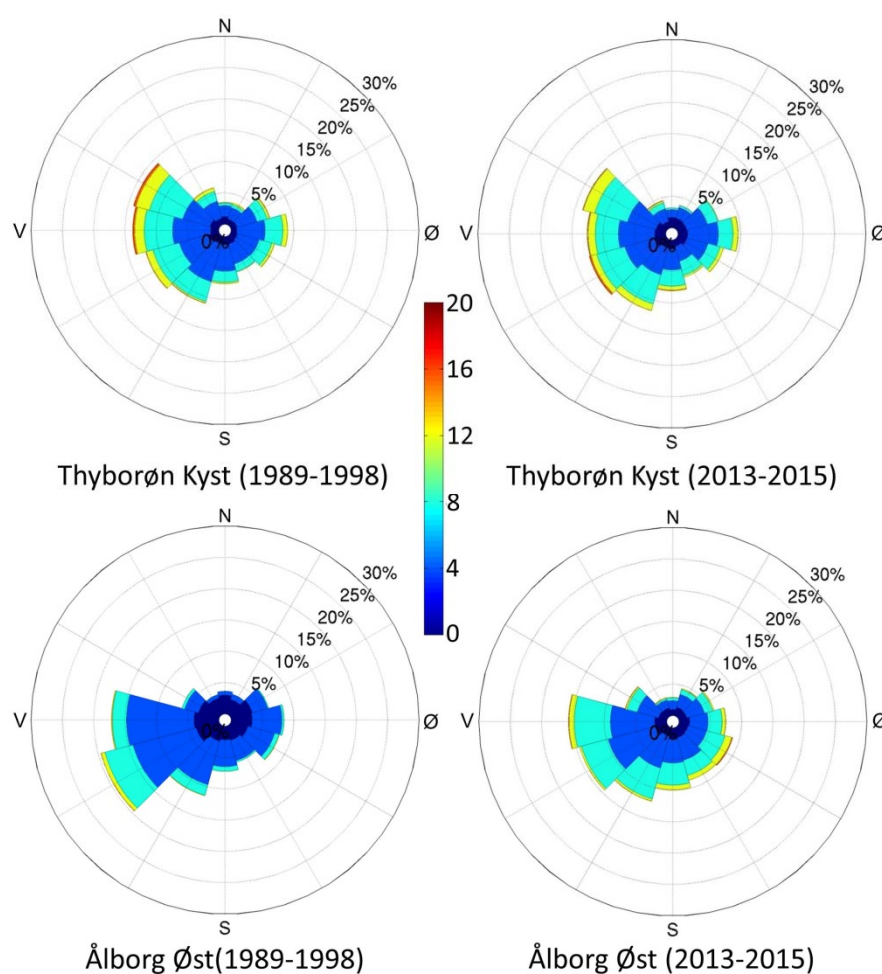 N
30%
25%
20%
15%
10%
5%
0%
V
Ø
S
Thyborøn Kyst (1989-1998)
N
30%
25%
20%
15%
10%
5%
0%
V
Ø
S
Thyborøn Kyst (2013-2015)
20
16
12
8
4
0
N
30%
25%
20%
15%
10%
5%
0%
V
Ø
S
Ålborg Øst(1989-1998)
N
30%
25%
20%
15%
10%
5%
0%
V
Ø
S
Ålborg Øst (2013-2015)